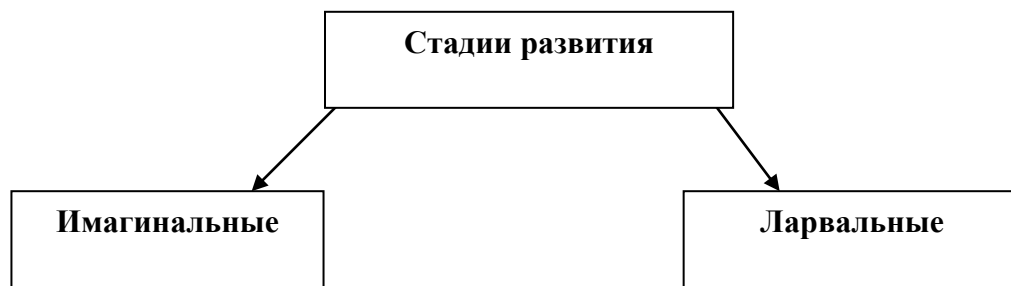 Стадии развития
Имагинальные
Ларвальные